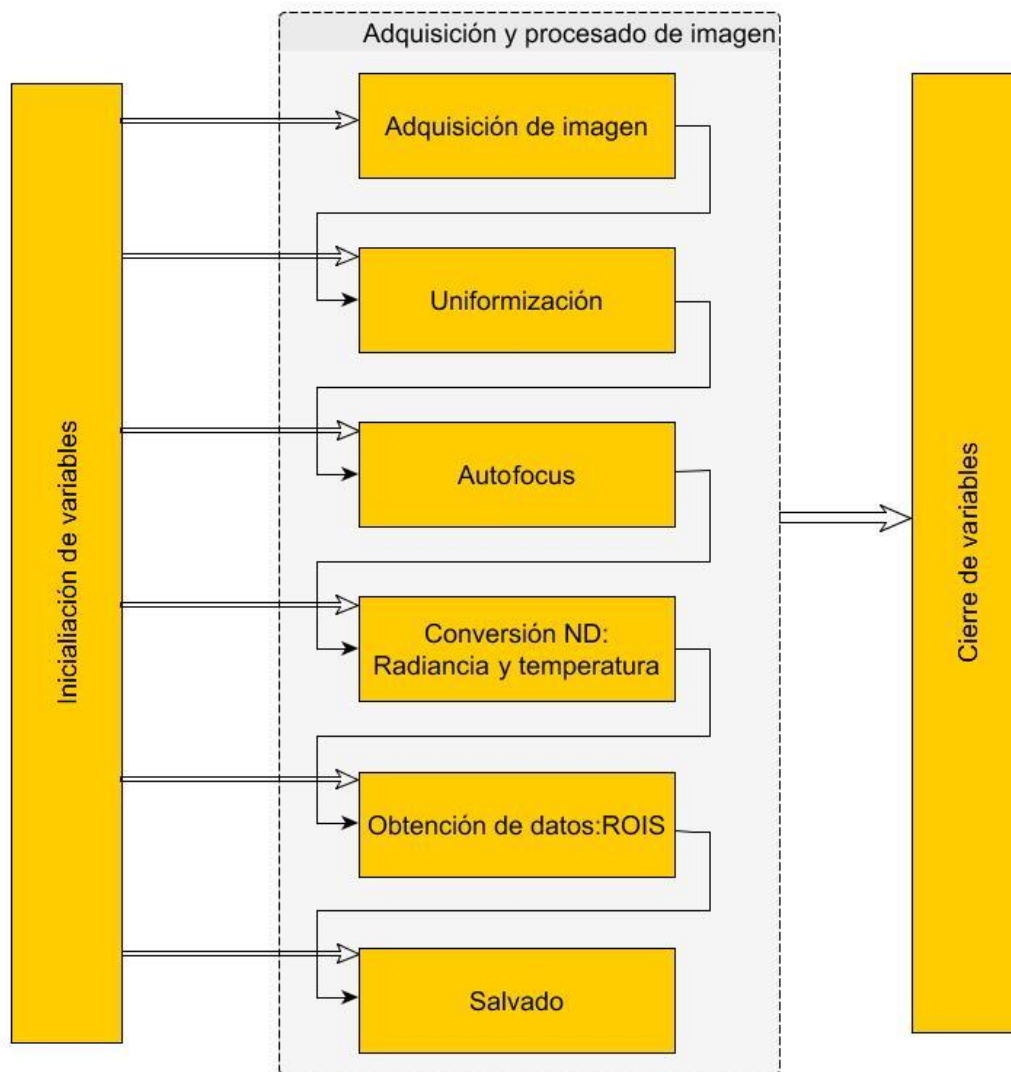 Adquisición y procesado de imagen
Inicialiación de variables
Adquisición de imagen
Uniformización
Autofocus
Conversión ND:
Radiancia y temperatura
Obtención de datos:ROIS
Salvado
Cierre de variables